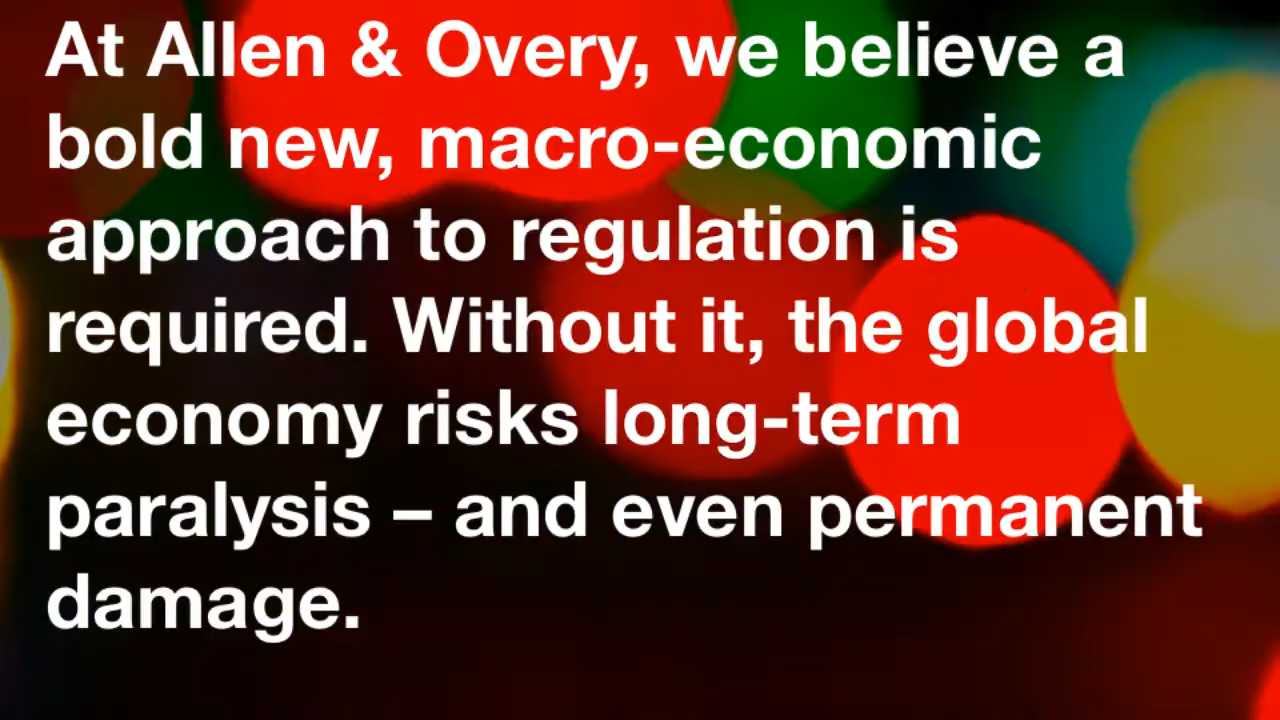 At Allen & Overy, we believe a
bold new, macro-economic
approach to regulation is
required. Without it, the global
economy risks long-term
paralysis – and even permanent
damage.